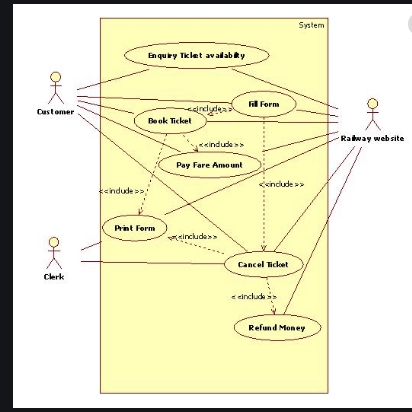 System
Enquiry Ticket availabilty
Fill Form
<<include>>
Customer
Book Ticket
Railway website
<<include>>
Pay Fare Amount
<<include>>
<<include>>
Print Form
<<include>>
Clerk
Cancel Ticket
<<include>>
Refund Money